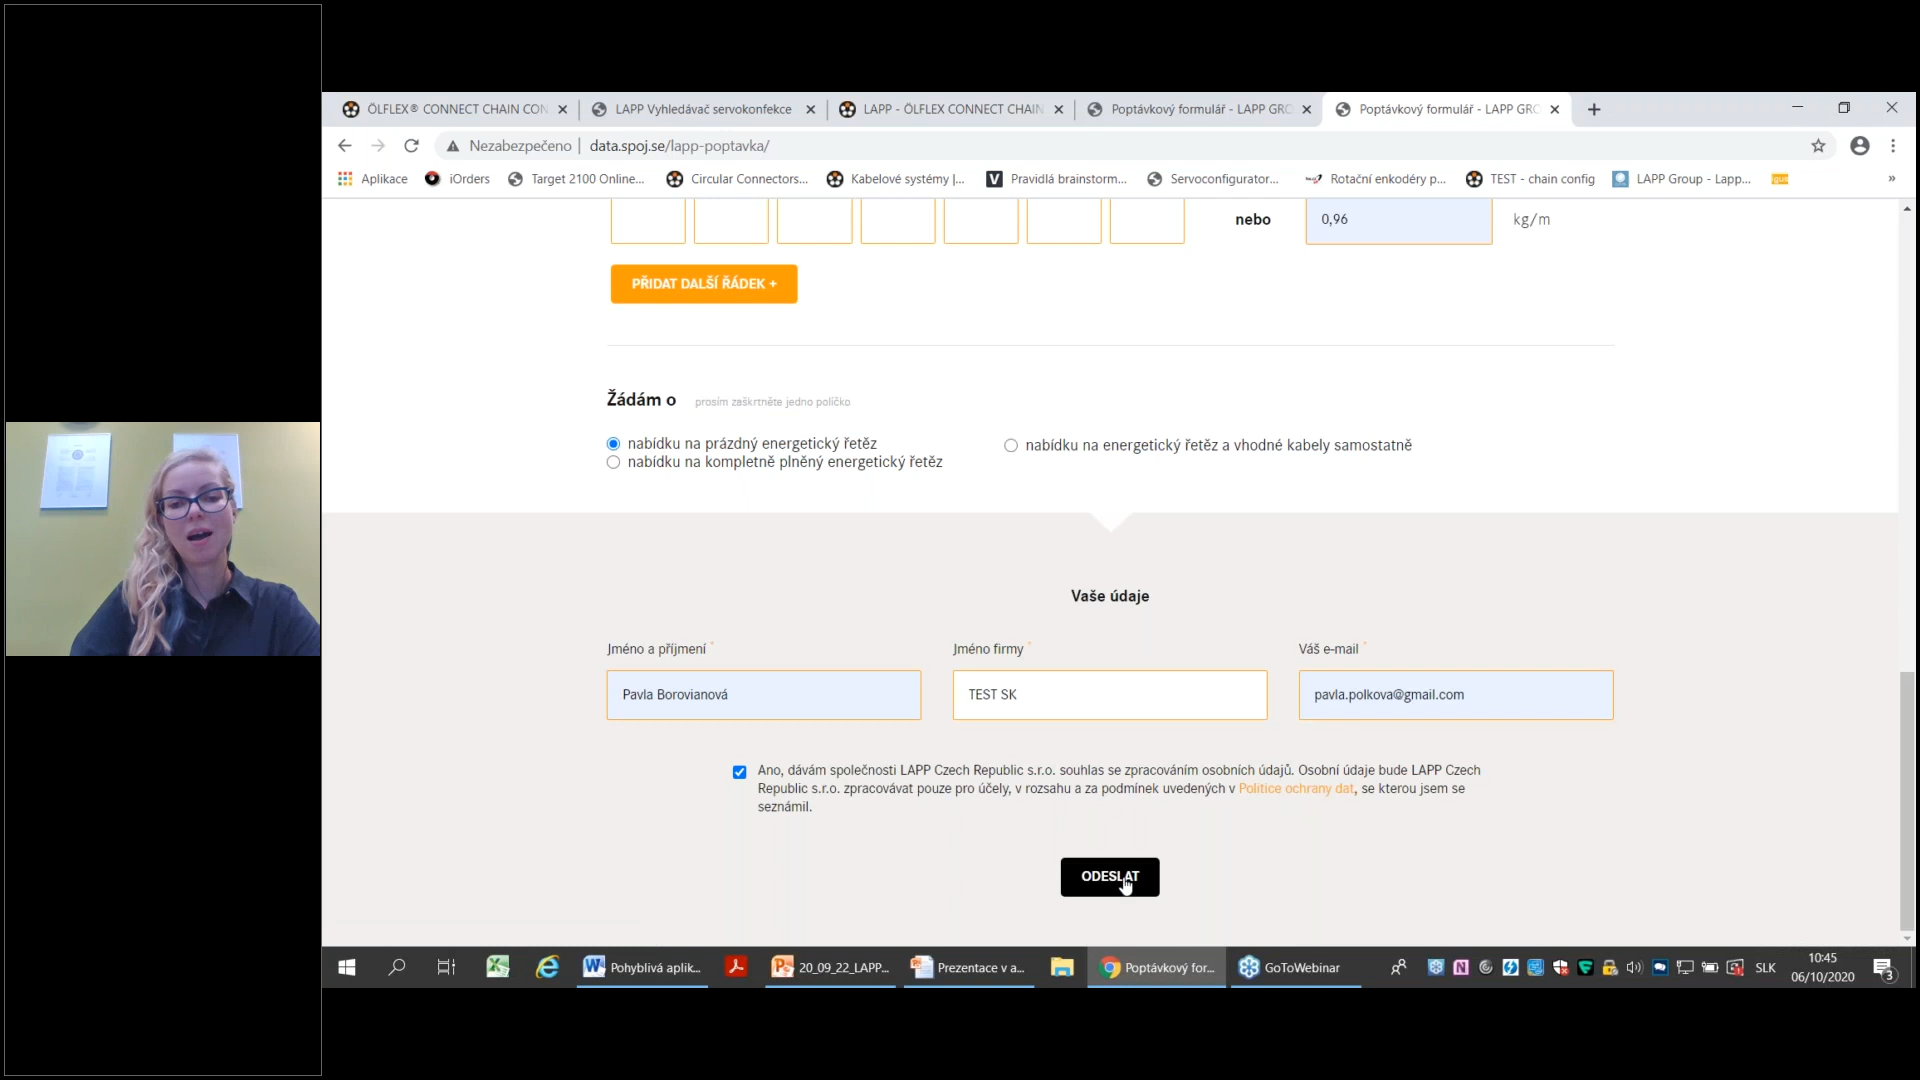 ÖLFLEX® CONNECT CHAIN CON
LAPP Vyhledávač servokonfekce
LAPP - ÖLFLEX CONNECT CHAIN
Poptávkový formulář - LAPP GRO
Poptávkový formulář - LAPP GRO
Nezabezpečeno
data.spoj.se/lapp-poptavka/
Aplikace
iOrders
Target 2100 Online...
Circular Connectors...
Kabelové systémy |...
Pravidlá brainstorm...
Servoconfigurator...
Rotační enkodéry p...
TEST - chain config
LAPP Group - Lapp...
igus
»
nebo
0,96
kg/m
PŘIDAT DALŠÍ ŘÁDEK +
Žádám o
prosím zaškrtněte jedno políčko
nabídku na prázdný energetický řetěz
nabídku na energetický řetěz a vhodné kabely samostatně
nabídku na kompletně plněný energetický řetěz
Vaše údaje
Jméno a příjmení *
Jméno firmy *
Váš e-mail *
Pavla Borovianová
TEST SK
pavla.polkova@gmail.com
Ano, dávám společnosti LAPP Czech Republic s.r.o. souhlas se zpracováním osobních údajů. Osobní údaje bude LAPP Czech
Republic s.r.o. zpracovávat pouze pro účely, v rozsahu a za podmínek uvedených v Politice ochrany dat, se kterou jsem se
seznámil.
ODESLAT
Pohyblivá aplik...
20_09_22_LAPP...
Prezentace v a...
Poptávkový for...
GoToWebinar
SLK
10:45
06/10/2020
3